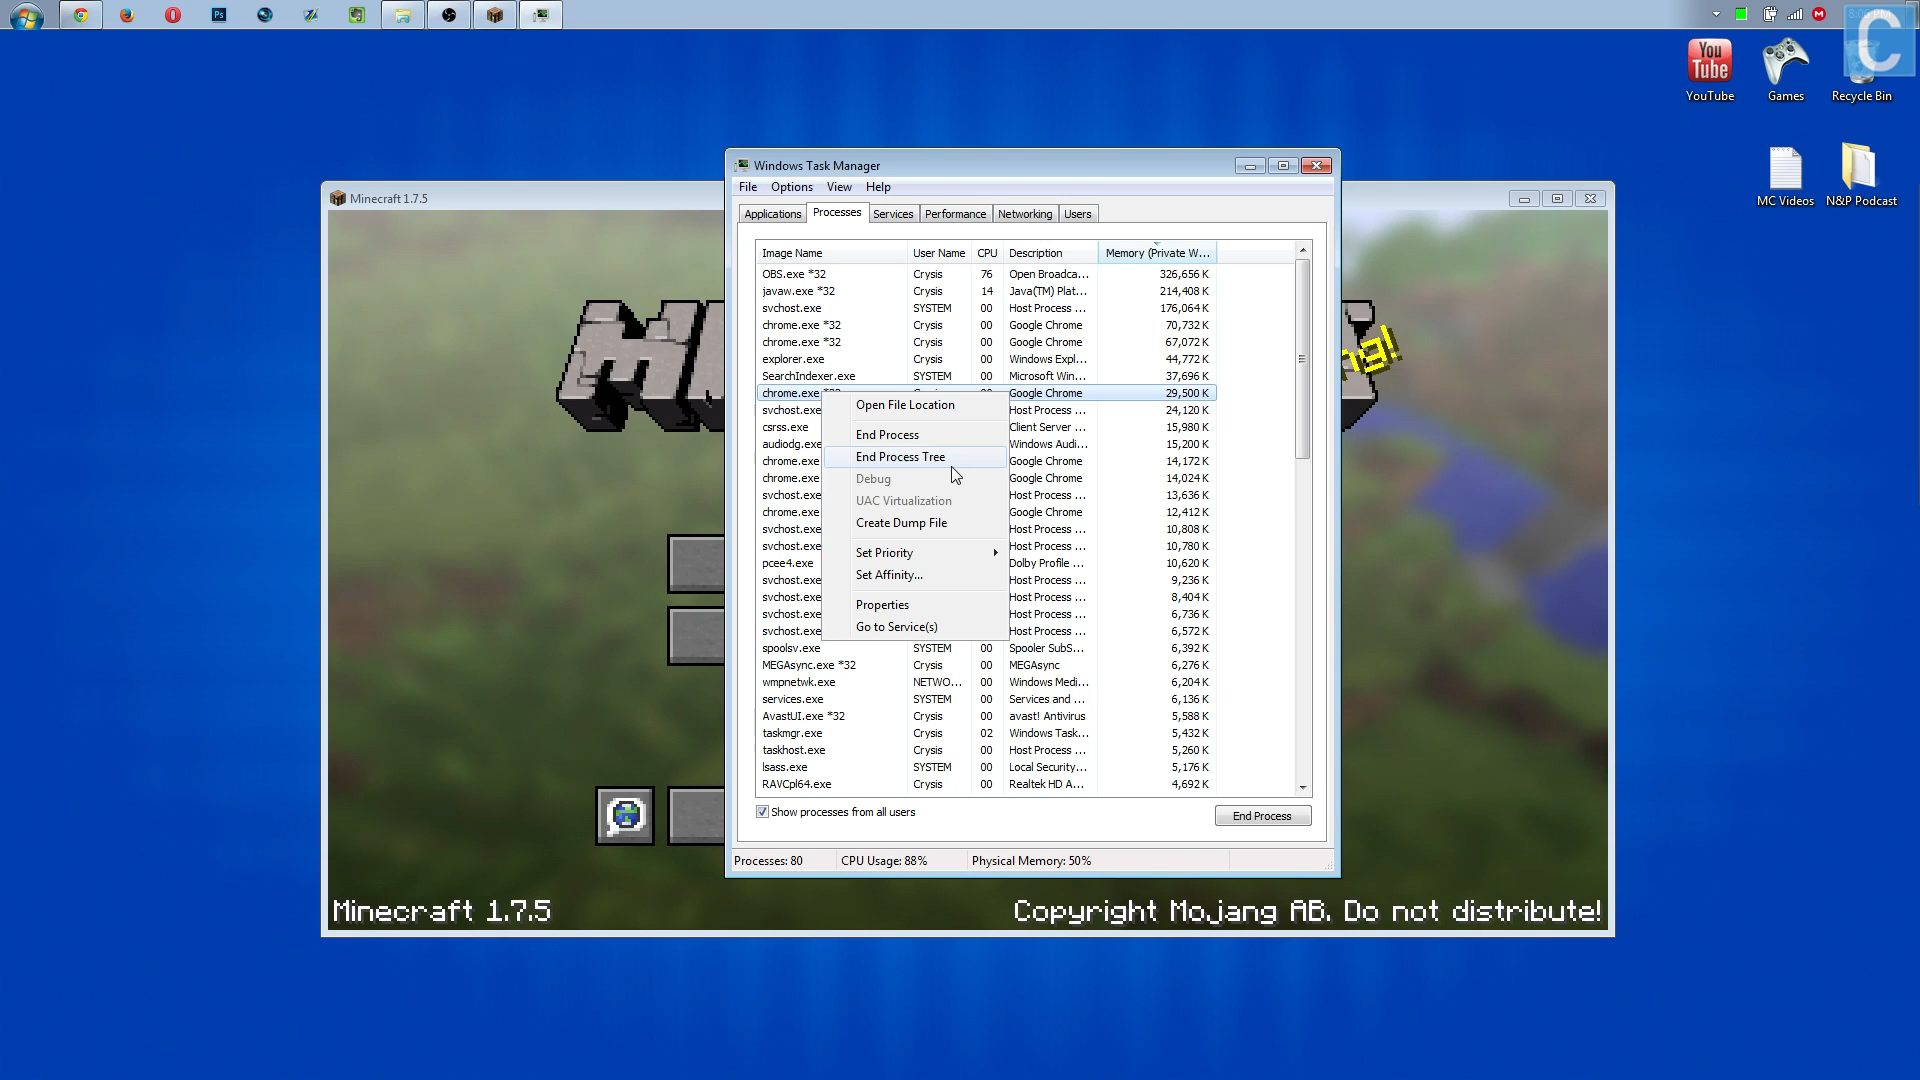 You
Tube
YouTube
Games
Recycle Bin
MC Videos
N&P Podcast
Minecraft 1.7.5
Windows Task Manager
File Options View Help
Applications Processes Services Performance Networking Users
Image Name User Name CPU Description Memory (Private W...
OBS.exe *32 Crysis 76 Open Broadca... 326,656 K
javaw.exe *32 Crysis 14 Java(TM) Plat... 214,408 K
svchost.exe SYSTEM 00 Host Process ... 176,064 K
chrome.exe *32 Crysis 00 Google Chrome 70,732 K
chrome.exe *32 Crysis 00 Google Chrome 67,072 K
explorer.exe Crysis 00 Windows Expl... 44,772 K
SearchIndexer.exe SYSTEM 00 Microsoft Win... 37,696 K
chrome.exe Google Chrome 29,500 K
svchost.exe Host Process ... 24,120 K
csrss.exe Client Server ... 15,980 K
audiodg.exe Windows Audi... 15,200 K
chrome.exe Google Chrome 14,172 K
chrome.exe Google Chrome 14,024 K
svchost.exe Host Process ... 13,636 K
chrome.exe Google Chrome 12,412 K
svchost.exe Host Process ... 10,808 K
svchost.exe Host Process ... 10,780 K
pcee4.exe Dolby Profile ... 10,620 K
svchost.exe Host Process ... 9,236 K
svchost.exe Host Process ... 8,404 K
svchost.exe Host Process ... 6,736 K
svchost.exe Host Process ... 6,572 K
spoolsv.exe SYSTEM 00 Spooler SubS... 6,392 K
MEGAsync.exe *32 Crysis 00 MEGAsync 6,276 K
wmpnetwk.exe NETWO... 00 Windows Medi... 6,204 K
services.exe SYSTEM 00 Services and ... 6,136 K
AvastUI.exe *32 Crysis 00 avast! Antivirus 5,588 K
taskmgr.exe Crysis 02 Windows Task... 5,432 K
taskhost.exe Crysis 00 Host Process ... 5,260 K
lsass.exe SYSTEM 00 Local Security... 5,176 K
RAVCpl64.exe Crysis 00 Realtek HD A... 4,692 K
Open File Location
End Process
End Process Tree
Debug
UAC Virtualization
Create Dump File
Set Priority
Set Affinity...
Properties
Go to Service(s)
Show processes from all users
End Process
Processes: 80 CPU Usage: 88% Physical Memory: 50%
Minecraft 1.7.5
Copyright Mojang AB. Do not distribute!